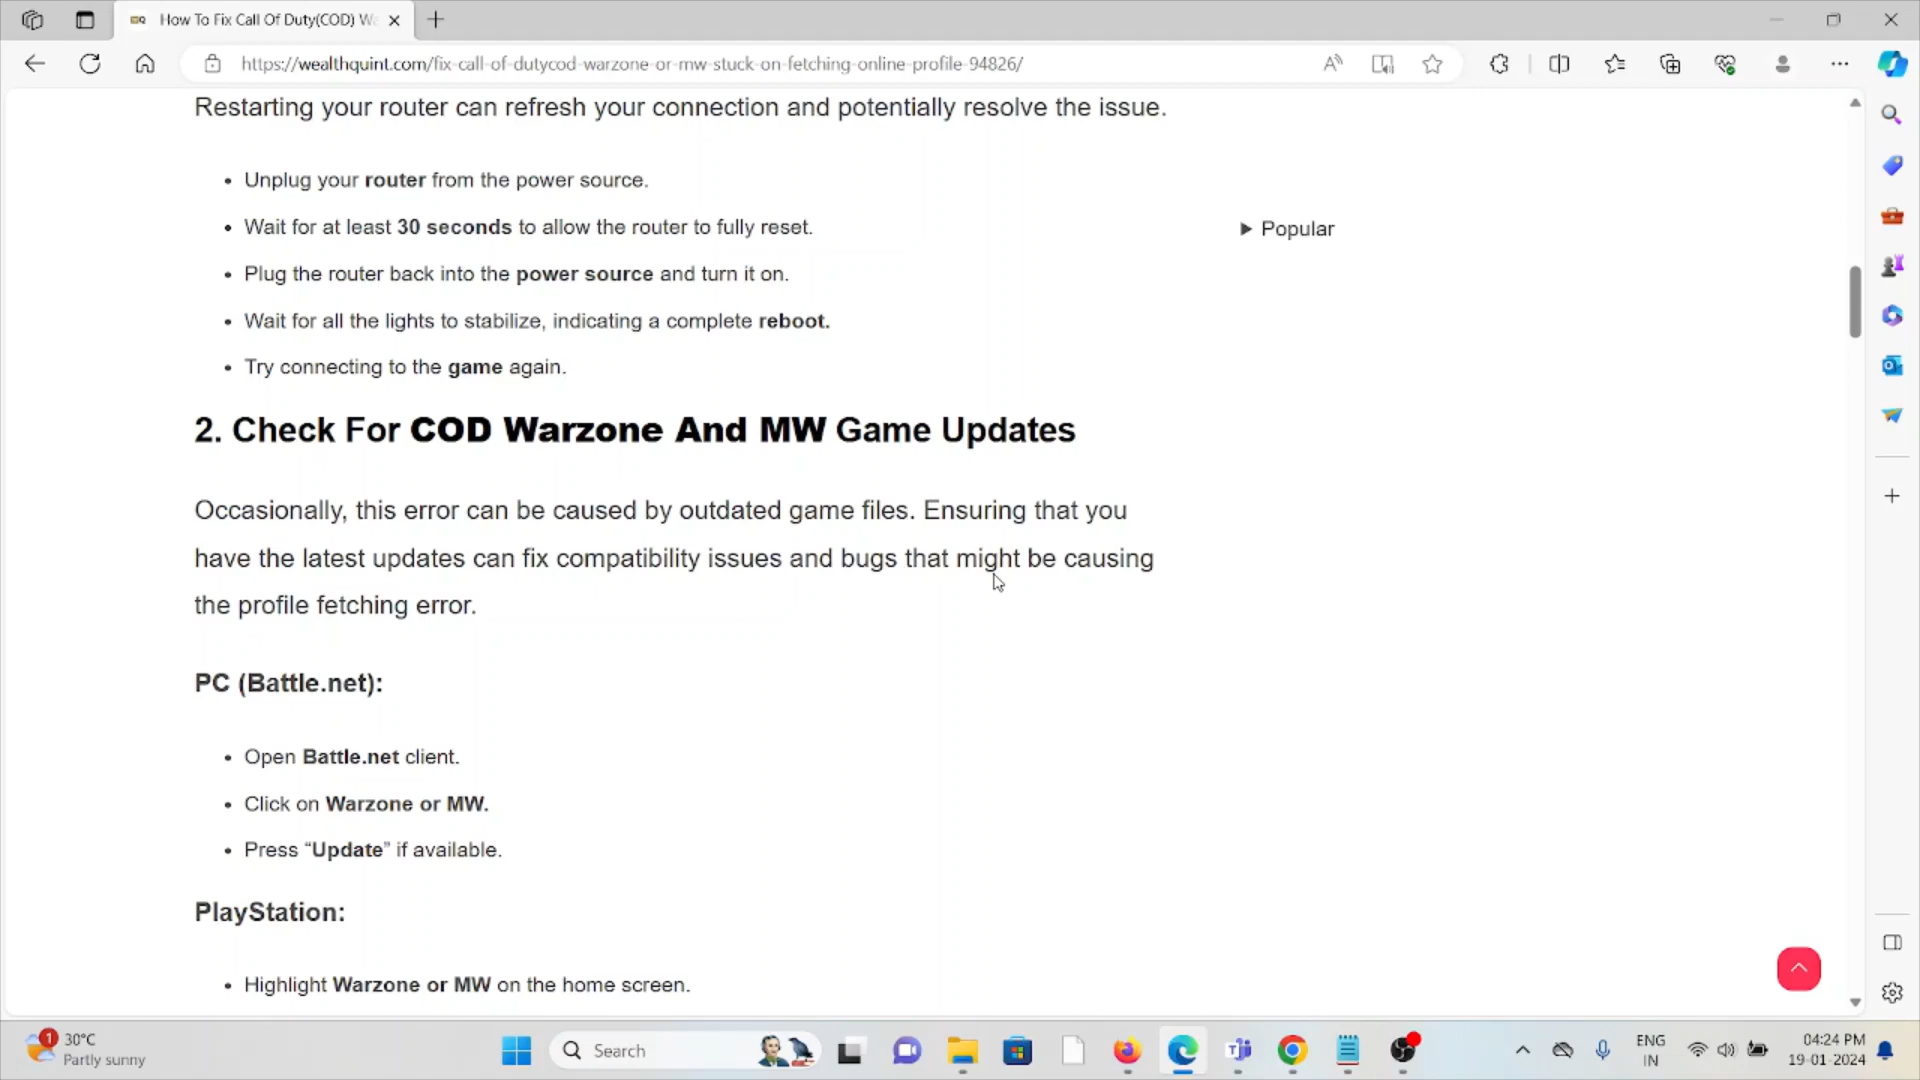 How To Fix Call Of Duty(COD) Wa
https://wealthquint.com/fix-call-of-dutycod-warzone-or-mw-stuck-on-fetching-online-profile-94826/
Restarting your router can refresh your connection and potentially resolve the issue.
• Unplug your router from the power source.
• Wait for at least 30 seconds to allow the router to fully reset.
• Plug the router back into the power source and turn it on.
• Wait for all the lights to stabilize, indicating a complete reboot.
• Try connecting to the game again.
▶ Popular
2. Check For COD Warzone And MW Game Updates
Occasionally, this error can be caused by outdated game files. Ensuring that you
have the latest updates can fix compatibility issues and bugs that might be causing
the profile fetching error.
PC (Battle.net):
• Open Battle.net client.
• Click on Warzone or MW.
• Press “Update” if available.
PlayStation:
• Highlight Warzone or MW on the home screen.
1
30°C
Partly sunny
Search
ENG
IN
04:24 PM
19-01-2024